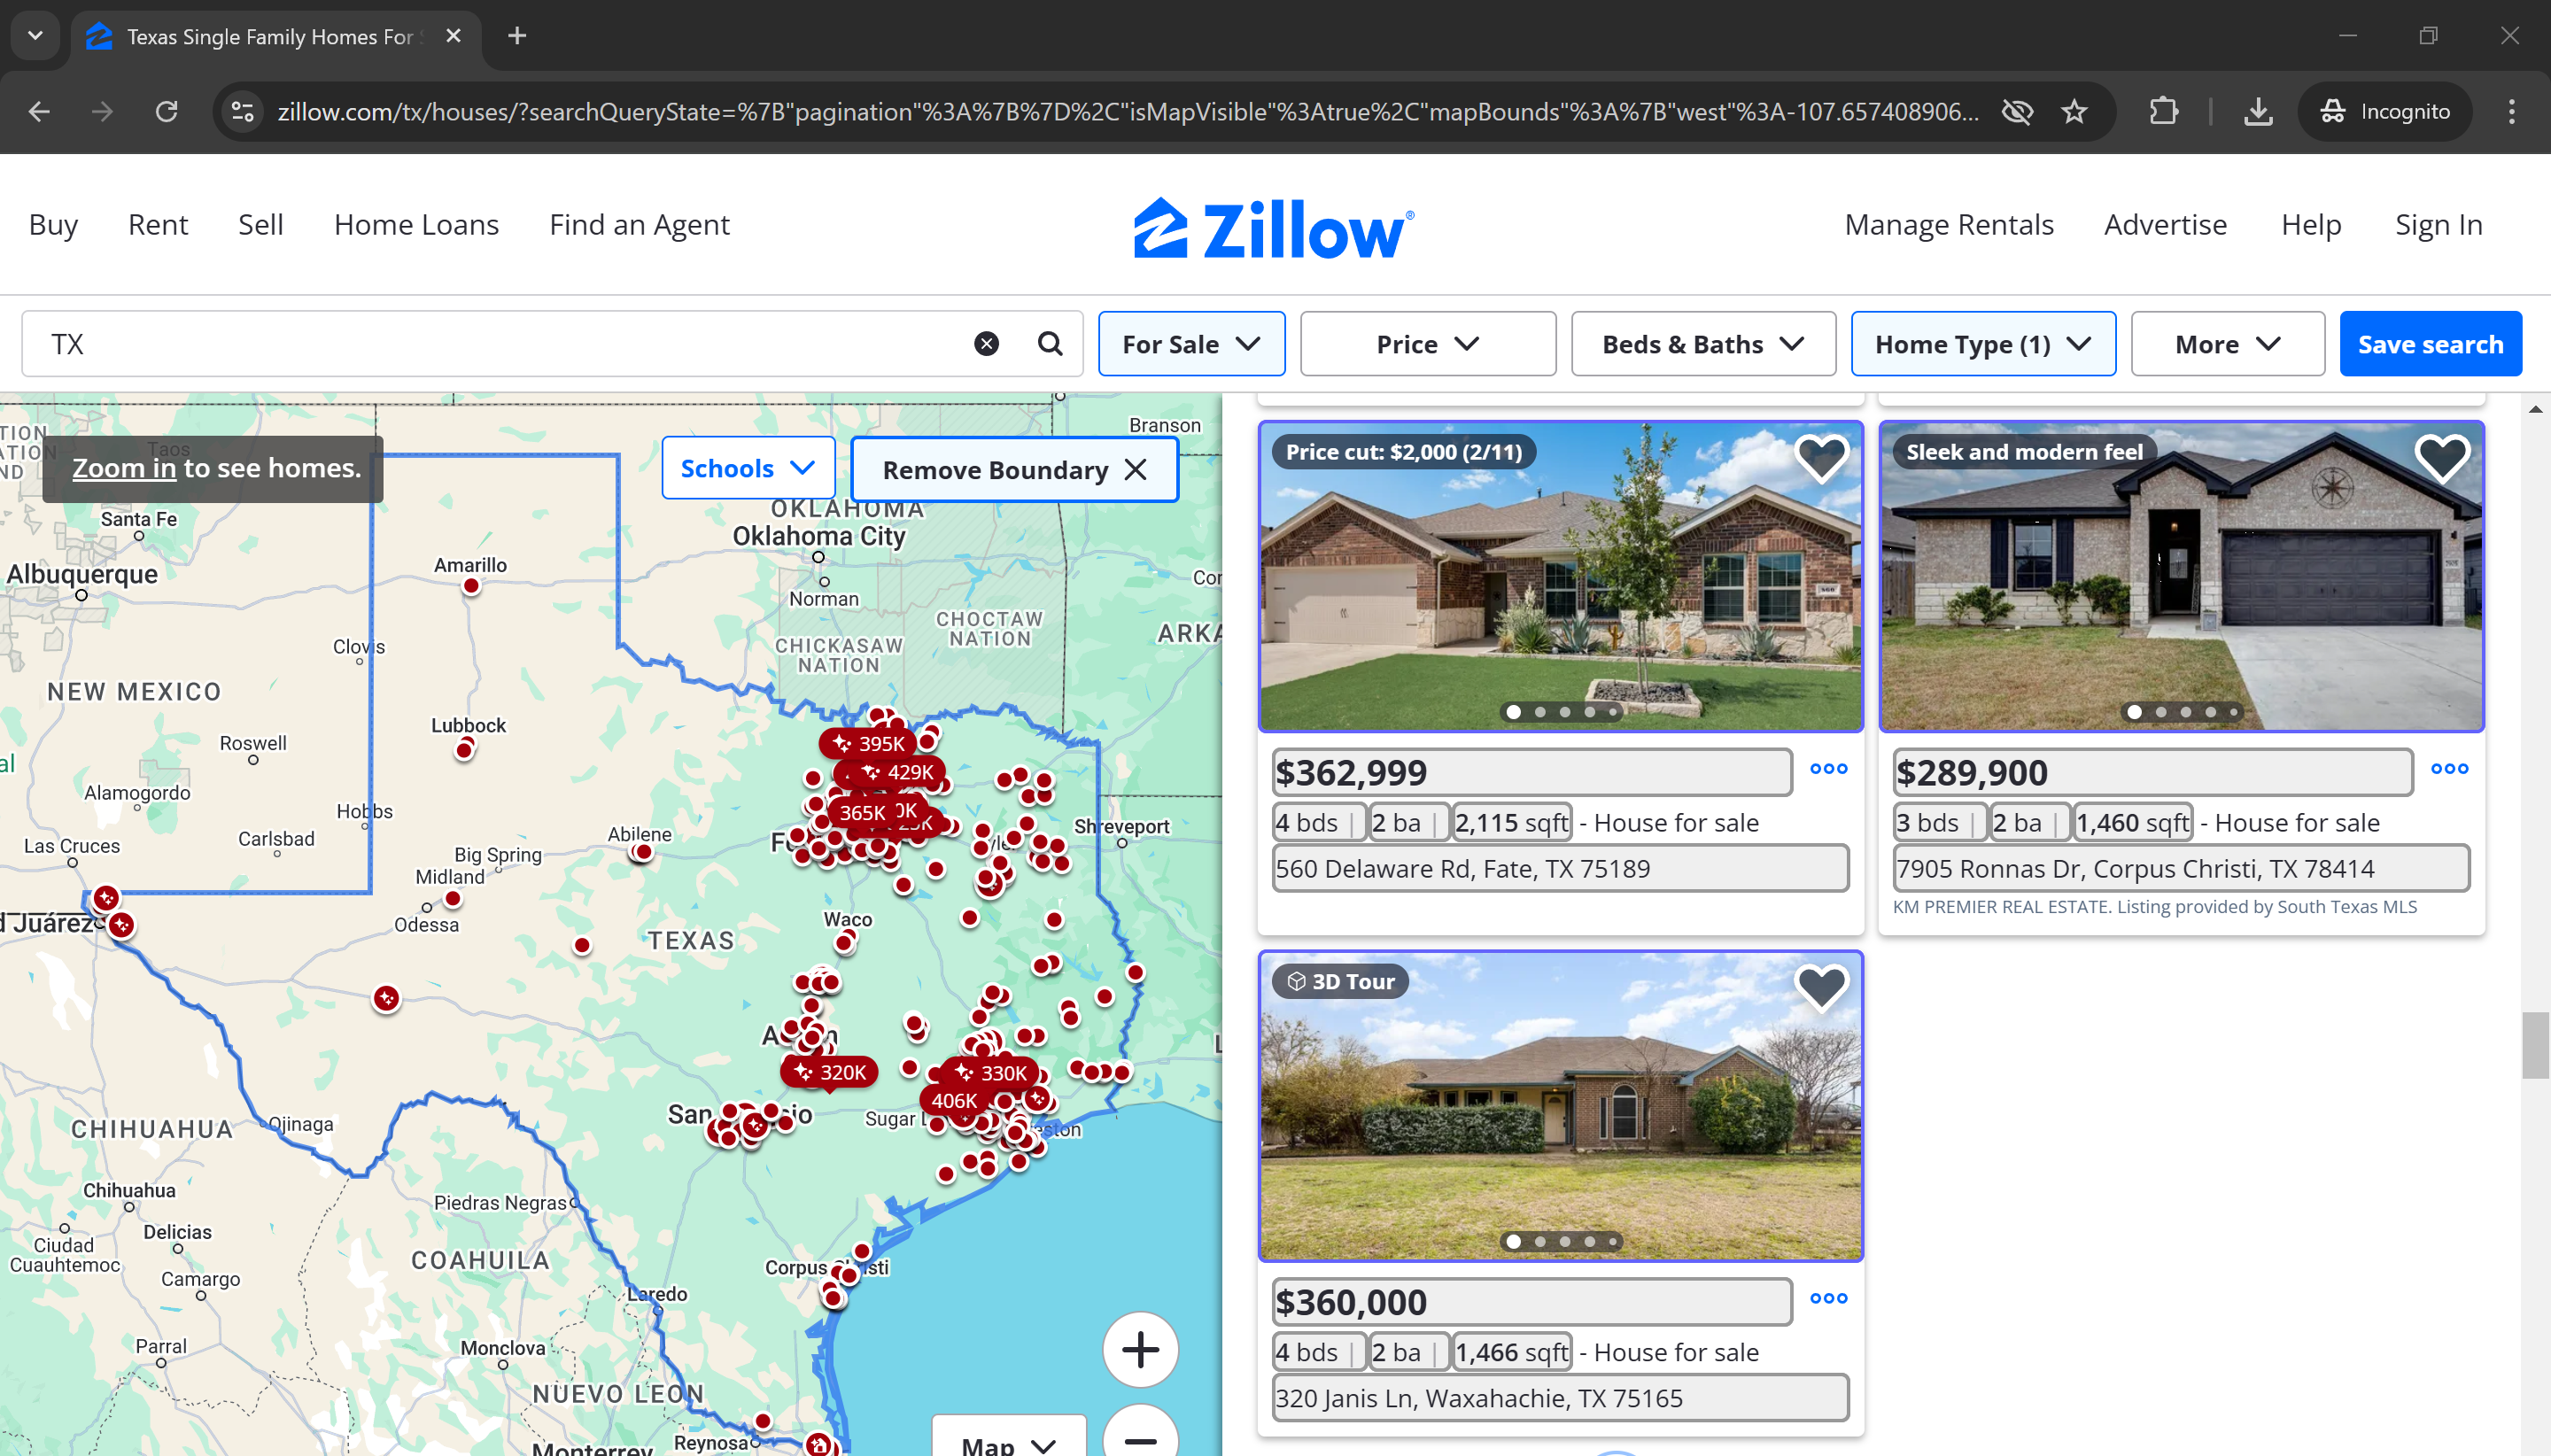 Texas Single Family Homes For
zillow.com/tx/houses/?searchQueryState=%7B"pagination"%3A%7B%7D%2C"isMapVisible"%3Atrue%2C"mapBounds"%3A%7B"west"%3A-107.657408906...
Incognito
Buy Rent Sell Home Loans Find an Agent
Zillow
Manage Rentals Advertise Help Sign In
TX
For Sale
Price
Beds & Baths
Home Type (1)
More
Save search
Zoom in to see homes.
Schools
Remove Boundary
Branson
Taos
Santa Fe
Albuquerque
Amarillo
OKLAHOMA
Oklahoma City
Norman
CHOCTAW
NATION
CHICKASAW
NATION
Clovis
NEW MEXICO
Roswell
Lubbock
Alamogordo
Hobbs
Las Cruces
Carlsbad
Abilene
Big Spring
Midland
Odessa
Shreveport
395K
429K
365K
Waco
TEXAS
320K
330K
406K
CHIHUAHUA
Ojinaga
Chihuahua
Delicias
Ciudad
Cuauhtemoc
Camargo
Piedras Negras
COAHUILA
Laredo
Parral
Monclova
NUEVO LEON
Monterrey
Reynosa
Map
Price cut: $2,000 (2/11)
$362,999
4 bds | 2 ba | 2,115 sqft - House for sale
560 Delaware Rd, Fate, TX 75189
Sleek and modern feel
$289,900
3 bds | 2 ba | 1,460 sqft - House for sale
7905 Ronnas Dr, Corpus Christi, TX 78414
KM PREMIER REAL ESTATE. Listing provided by South Texas MLS
3D Tour
$360,000
4 bds | 2 ba | 1,466 sqft - House for sale
320 Janis Ln, Waxahachie, TX 75165